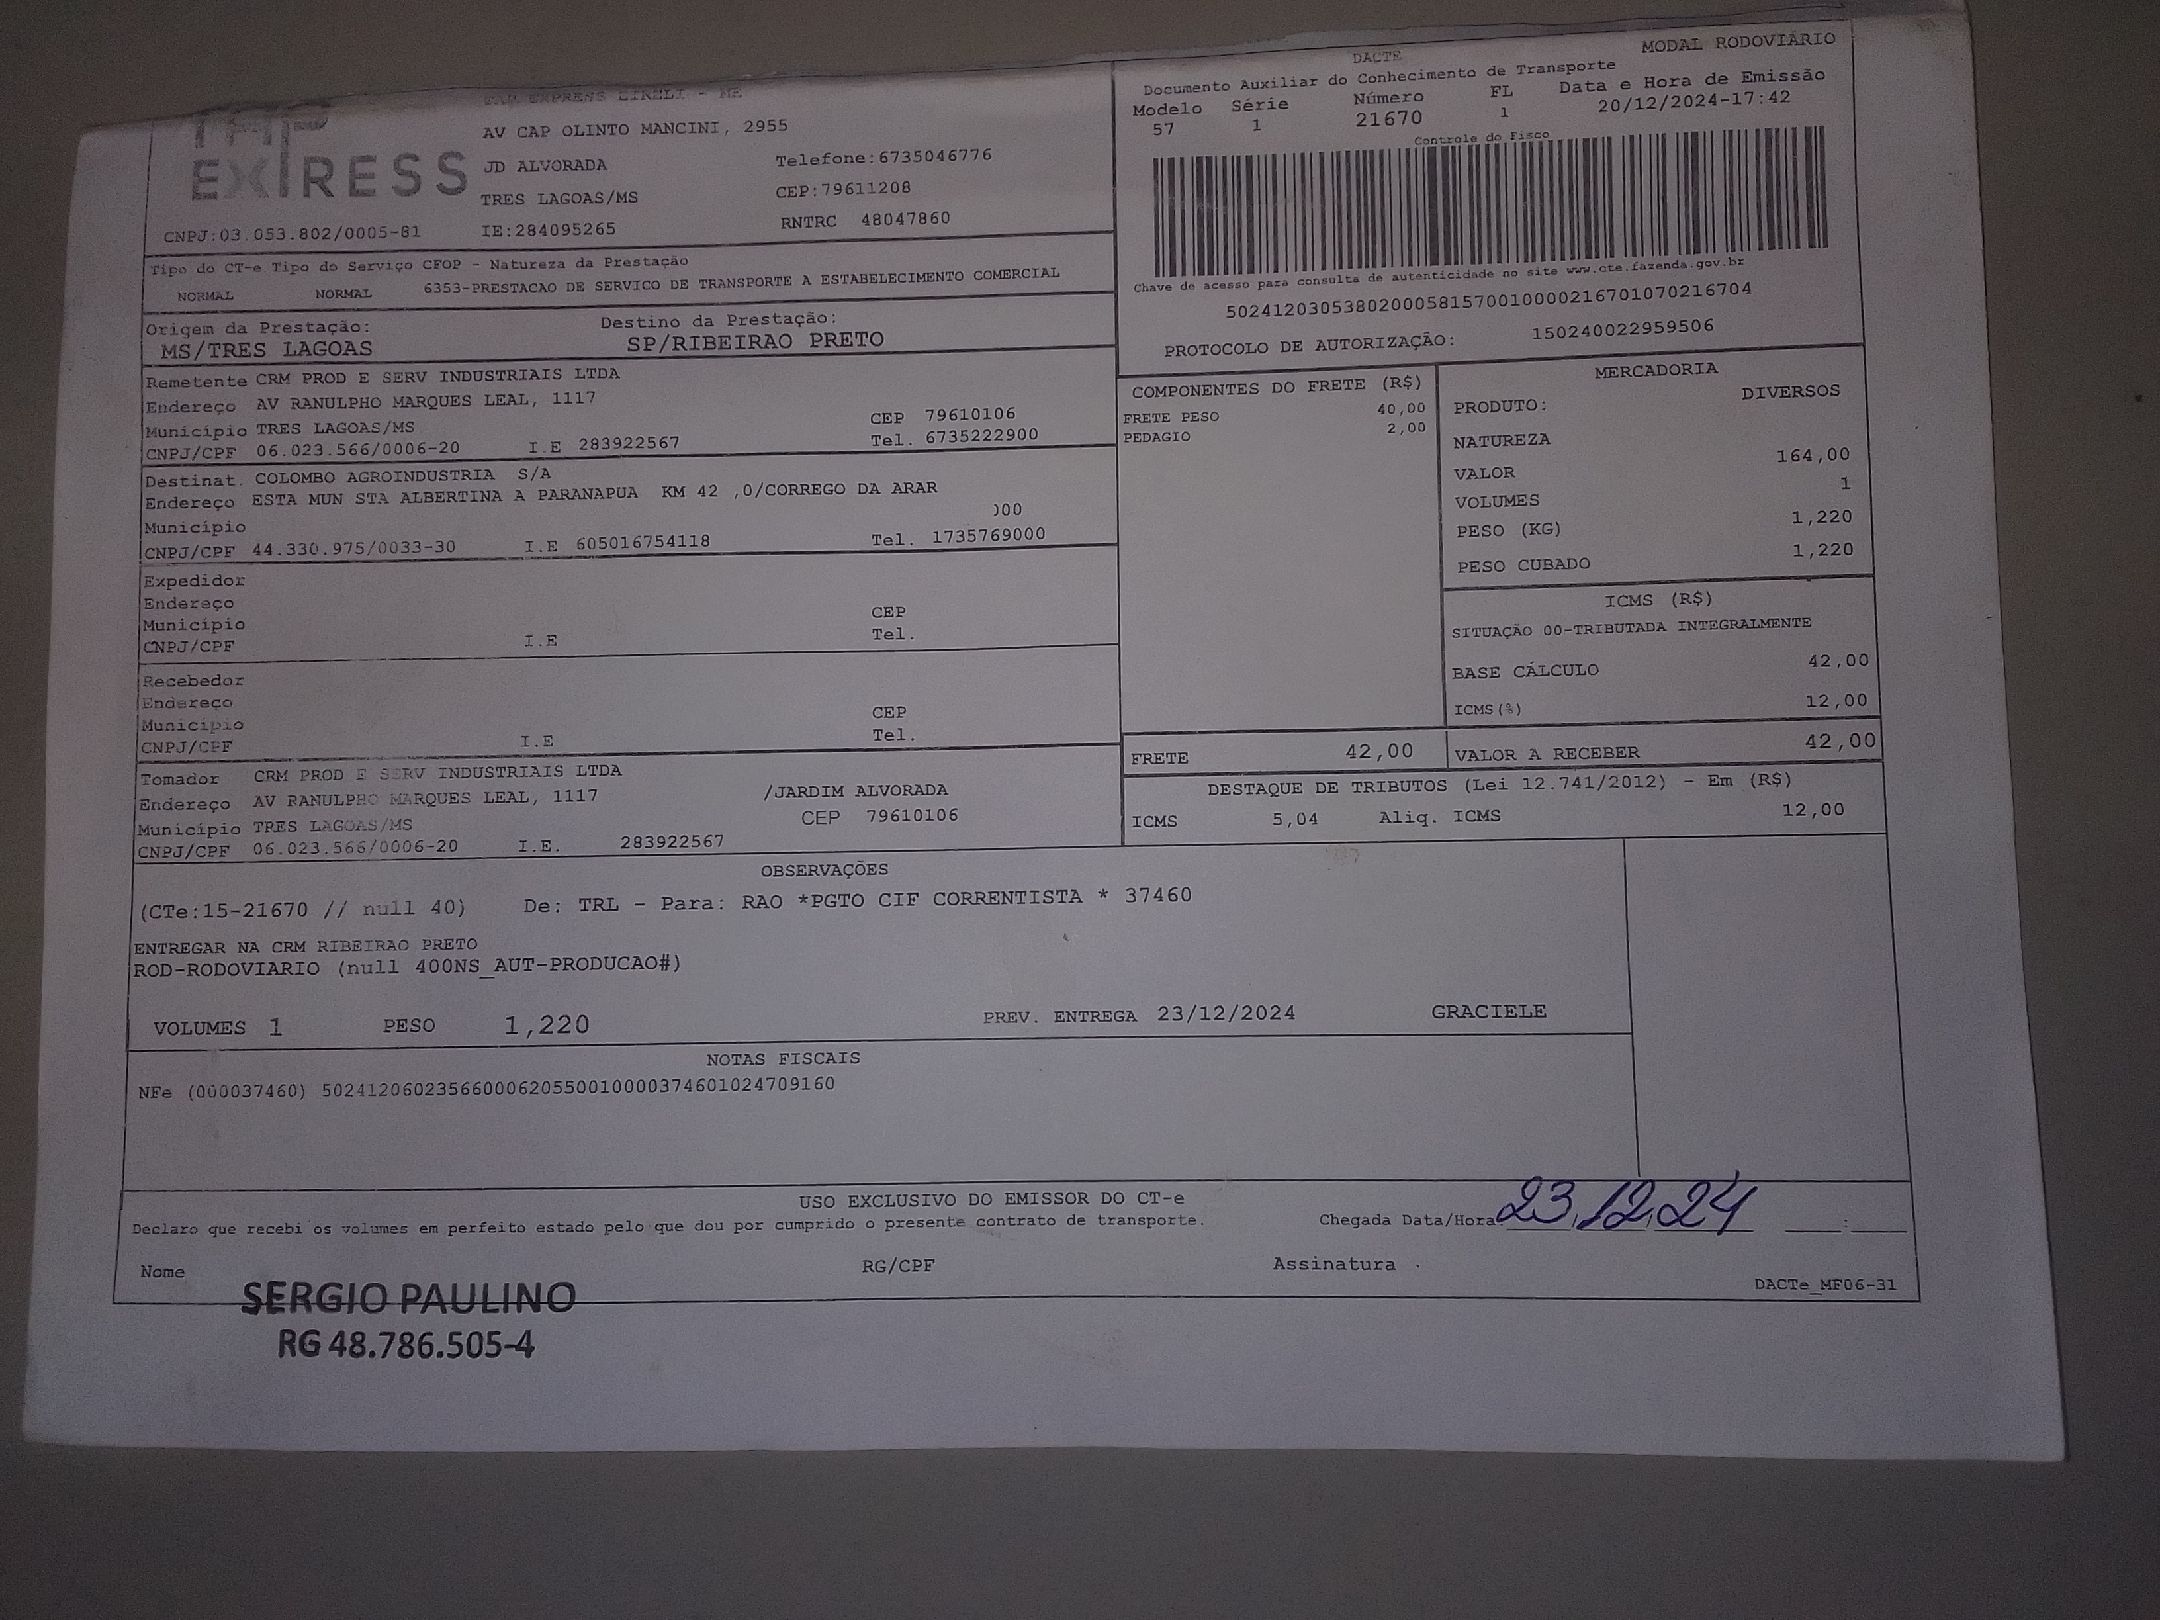 EXPRESS
AV CAP OLINTO MANCINI, 2955
JD ALVORADA Telefone:6735046776
TRES LAGOAS/MS CEP:79611208
CNPJ:03.053.802/0005-81 IE:284095265 RNTRC 48047860
DACTE MODAL RODOVIÁRIO
Documento Auxiliar do Conhecimento de Transporte
Modelo Série Número FL Data e Hora de Emissão
57 1 21670 1 20/12/2024-17:42
Controle do Fisco
Chave de acesso para consulta de autenticidade no site www.cte.fazenda.gov.br
50241203053802000581570010000216701070216704
PROTOCOLO DE AUTORIZAÇÃO: 150240022959506
Tipo do CT-e Tipo do Serviço CFOP - Natureza da Prestação
NORMAL NORMAL 6353-PRESTACAO DE SERVICO DE TRANSPORTE A ESTABELECIMENTO COMERCIAL
Origem da Prestação: Destino da Prestação:
MS/TRES LAGOAS SP/RIBEIRAO PRETO
Remetente CRM PROD E SERV INDUSTRIAIS LTDA
Endereço AV RANULPHO MARQUES LEAL, 1117
Município TRES LAGOAS/MS CEP 79610106
CNPJ/CPF 06.023.566/0006-20 I.E 283922567 Tel. 6735222900
Destinat. COLOMBO AGROINDUSTRIA S/A
Endereço ESTA MUN STA ALBERTINA A PARANAPUA KM 42 ,0/CORREGO DA ARAR
Município 000
CNPJ/CPF 44.330.975/0033-30 I.E 605016754118 Tel. 1735769000
Expedidor
Endereço
Município CEP
CNPJ/CPF I.E Tel.
Recebedor
Endereço
Município CEP
CNPJ/CPF I.E Tel.
Tomador CRM PROD E SERV INDUSTRIAIS LTDA
Endereço AV RANULPHO MARQUES LEAL, 1117 /JARDIM ALVORADA
Município TRES LAGOAS/MS CEP 79610106
CNPJ/CPF 06.023.566/0006-20 I.E. 283922567
COMPONENTES DO FRETE (R$)
FRETE PESO 40,00
PEDAGIO 2,00
MERCADORIA
PRODUTO: DIVERSOS
NATUREZA
VALOR 164,00
VOLUMES 1
PESO (KG) 1,220
PESO CUBADO 1,220
ICMS (R$)
SITUAÇÃO 00-TRIBUTADA INTEGRALMENTE
BASE CÁLCULO 42,00
ICMS(%) 12,00
FRETE 42,00 VALOR A RECEBER 42,00
DESTAQUE DE TRIBUTOS (Lei 12.741/2012) - Em (R$)
ICMS 5,04 Aliq. ICMS 12,00
OBSERVAÇÕES
(CTe:15-21670 // null 40) De: TRL - Para: RAO *PGTO CIF CORRENTISTA * 37460
ENTREGAR NA CRM RIBEIRAO PRETO
ROD-RODOVIARIO (null 400NS_AUT-PRODUCAO#)
VOLUMES 1 PESO 1,220 PREV. ENTREGA 23/12/2024 GRACIELE
NOTAS FISCAIS
NFe (000037460) 50241206023566000620550010000374601024709160
USO EXCLUSIVO DO EMISSOR DO CT-e
Declaro que recebi os volumes em perfeito estado pelo que dou por cumprido o presente contrato de transporte. Chegada Data/Hora 23/12/24 __:__
Nome RG/CPF Assinatura
DACTe_MF06-31
SERGIO PAULINO
RG 48.786.505-4